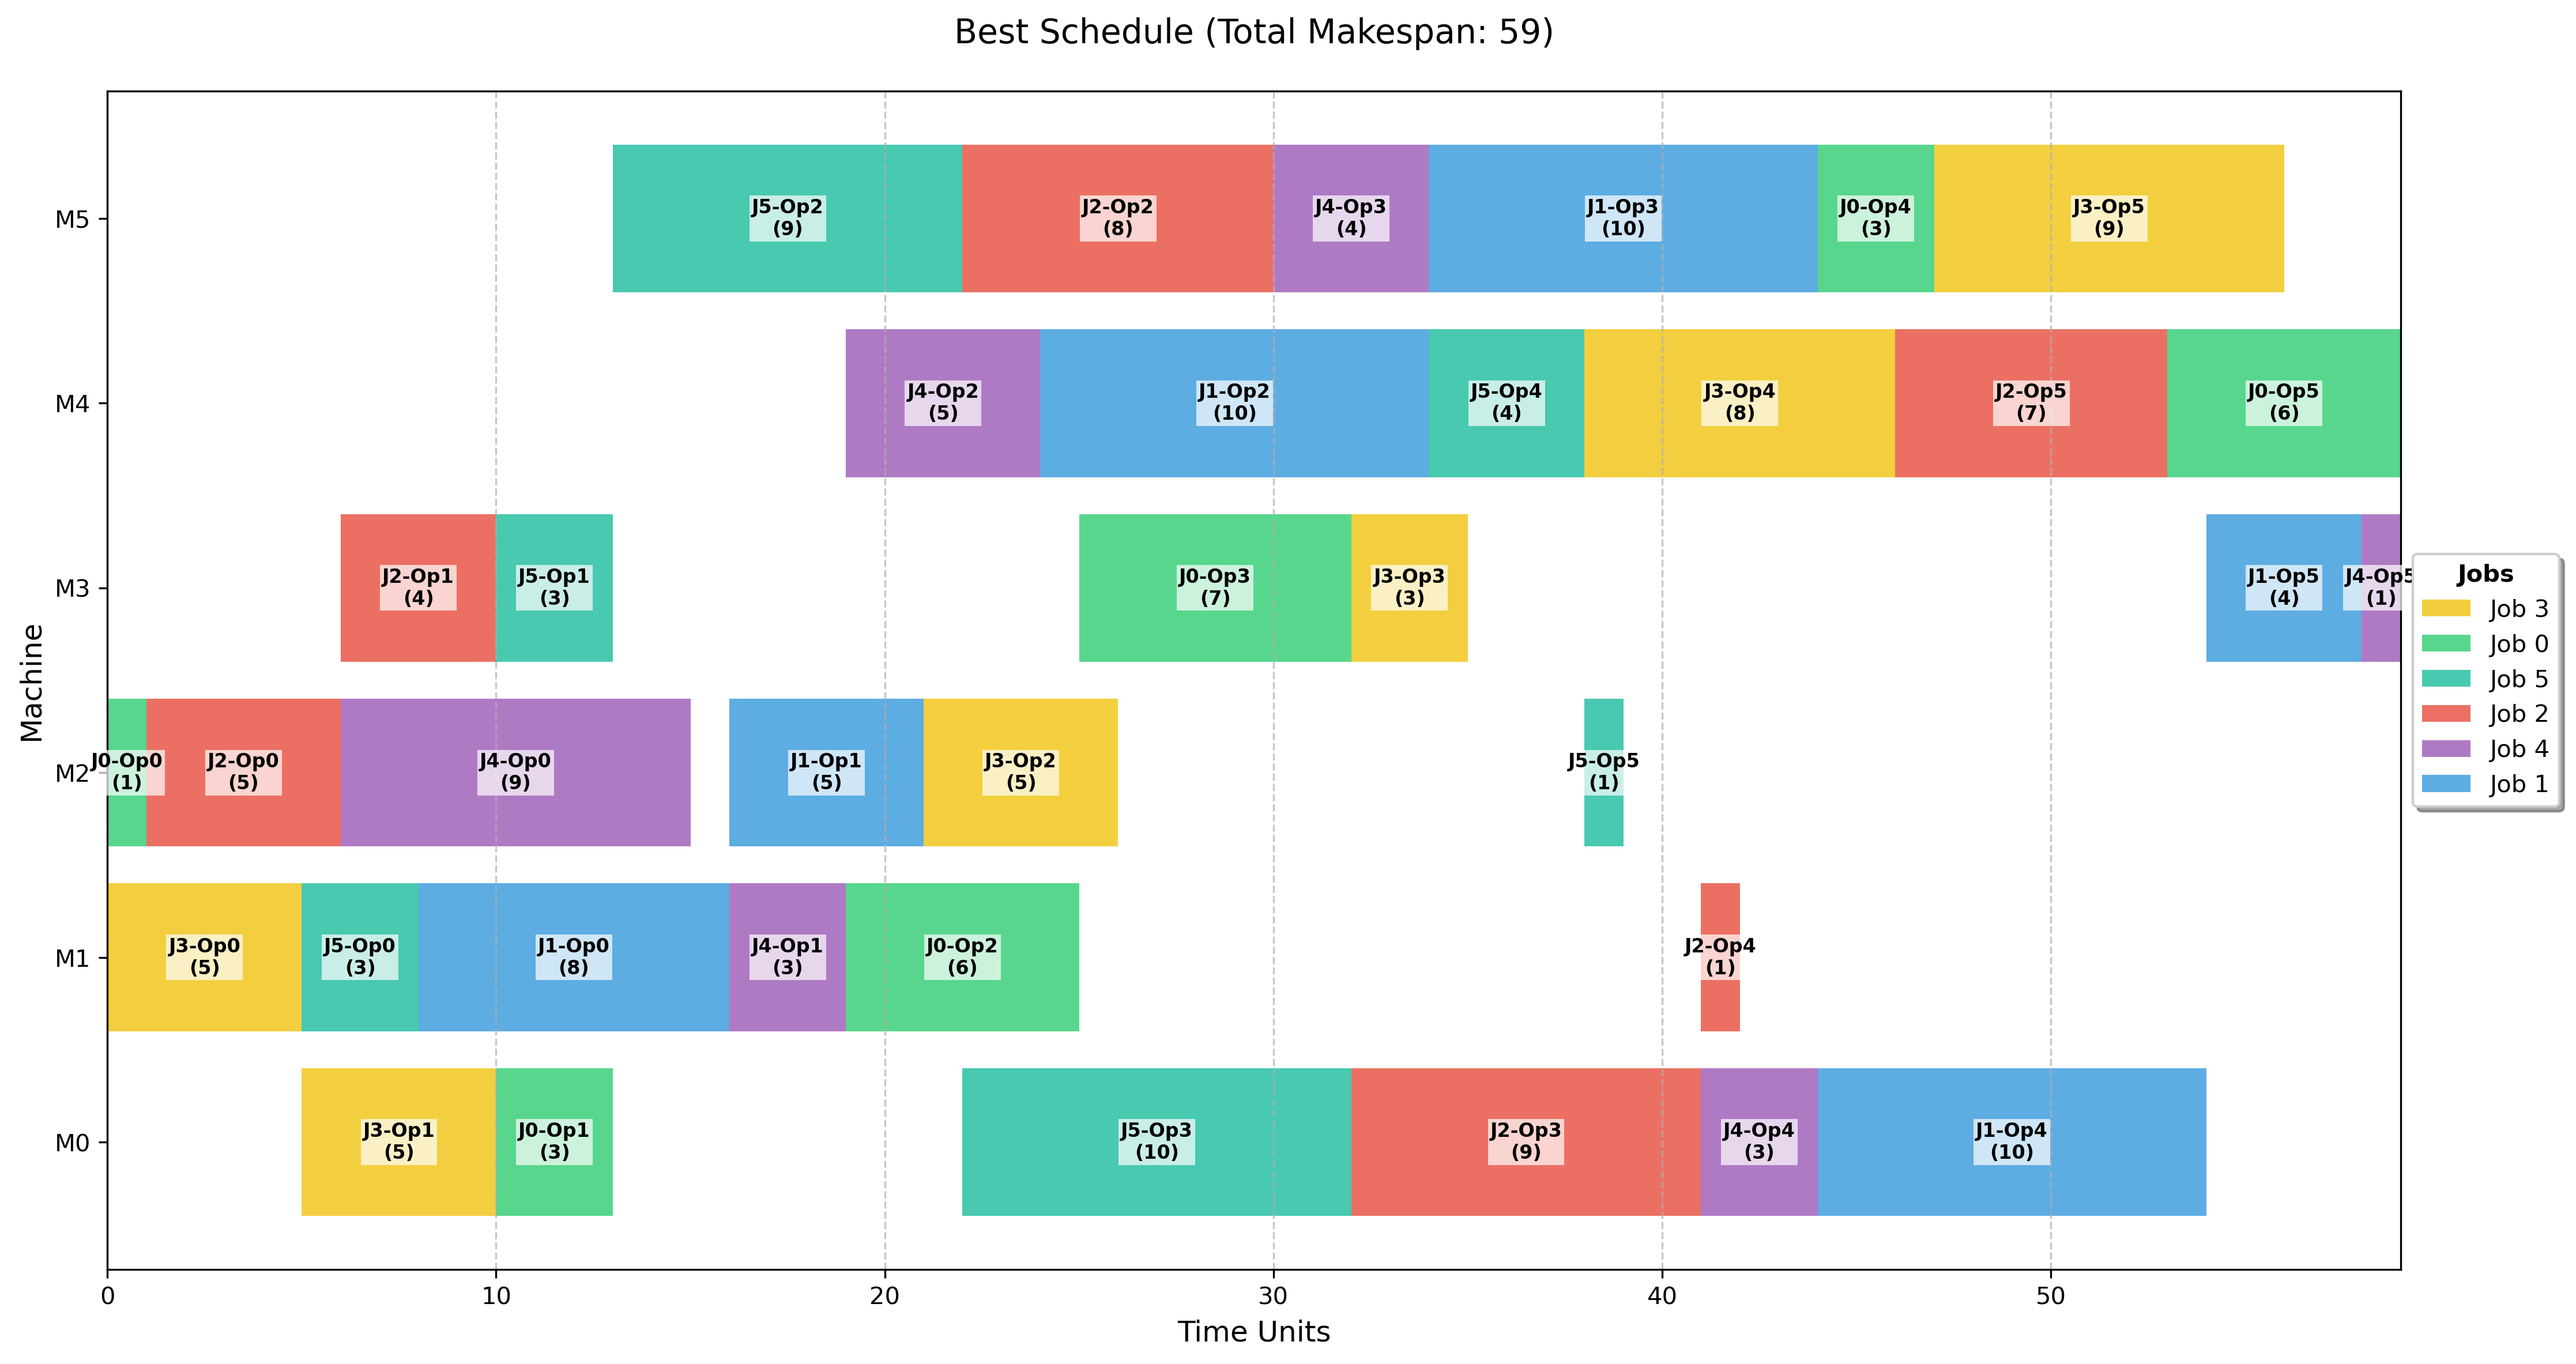 Best Schedule (Total Makespan: 59)
Machine
M5
J5-Op2
(9)
J2-Op2
(8)
J4-Op3
(4)
J1-Op3
(10)
J0-Op4
(3)
J3-Op5
(9)
M4
J4-Op2
(5)
J1-Op2
(10)
J5-Op4
(4)
J3-Op4
(8)
J2-Op5
(7)
J0-Op5
(6)
M3
J2-Op1
(4)
J5-Op1
(3)
J0-Op3
(7)
J3-Op3
(3)
J1-Op5
(4)
J4-Op5
(1)
M2
J0-Op0
(1)
J2-Op0
(5)
J4-Op0
(9)
J1-Op1
(5)
J3-Op2
(5)
J5-Op5
(1)
M1
J3-Op0
(5)
J5-Op0
(3)
J1-Op0
(8)
J4-Op1
(3)
J0-Op2
(6)
J2-Op4
(1)
M0
J3-Op1
(5)
J0-Op1
(3)
J5-Op3
(10)
J2-Op3
(9)
J4-Op4
(3)
J1-Op4
(10)
0
10
20
30
40
50
Time Units
Jobs
Job 3
Job 0
Job 5
Job 2
Job 4
Job 1